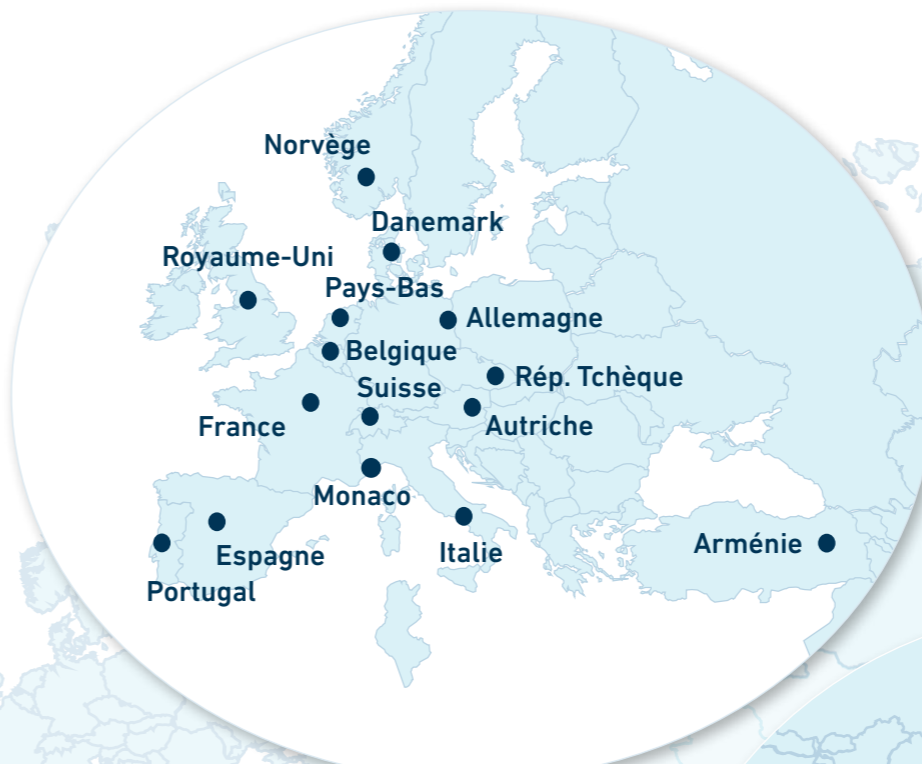 Norvège
Danemark
Royaume-Uni
Pays-Bas
Allemagne
Belgique
Rép. Tchèque
Suisse
France
Autriche
Monaco
Arménie
Italie
Espagne
Portugal